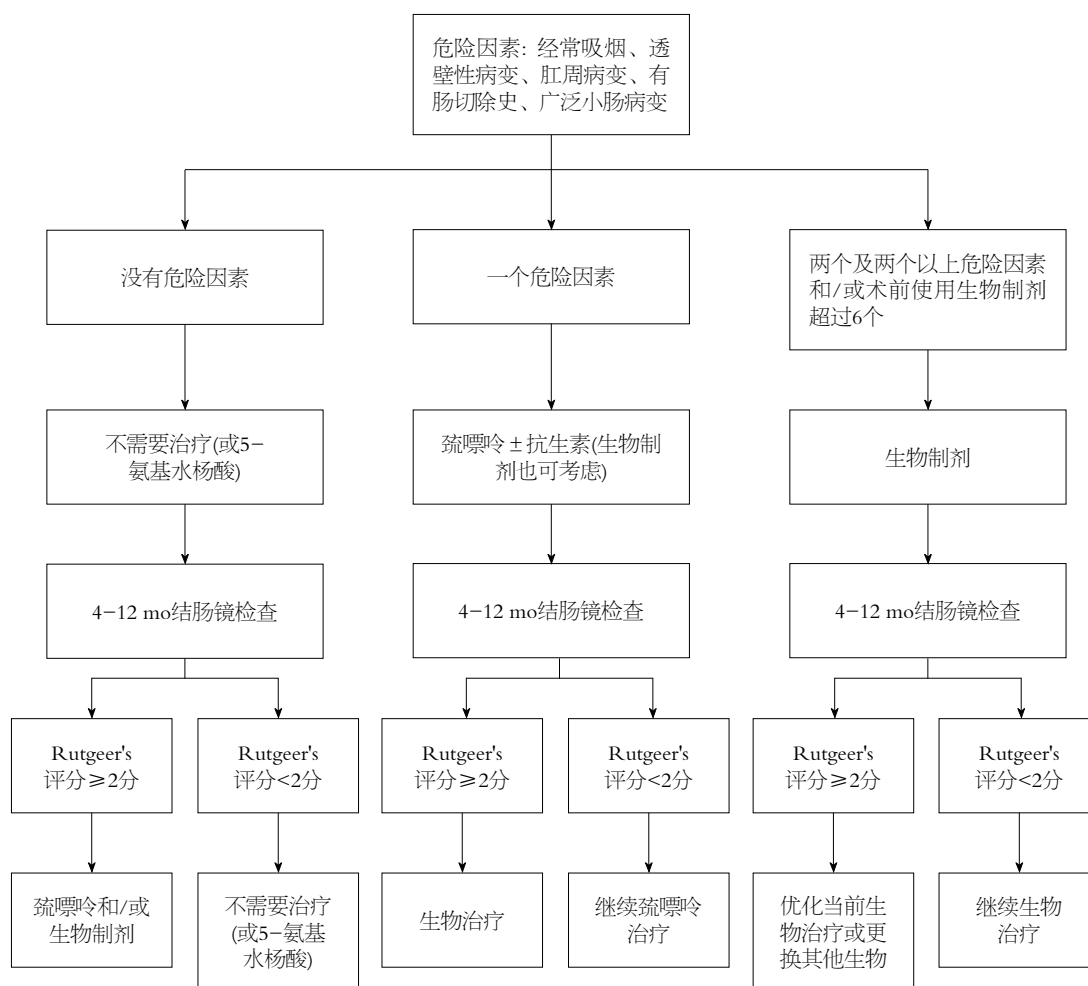 危险因素: 经常吸烟、透
壁性病变、肛周病变、有
肠切除史、广泛小肠病变
没有危险因素
一个危险因素
两个及两个以上危险因素
和/或术前使用生物制剂
超过6个
不需要治疗(或5-
氨基水杨酸)
巯嘌呤±抗生素(生物制
剂也可考虑)
生物制剂
4-12 mo结肠镜检查
4-12 mo结肠镜检查
4-12 mo结肠镜检查
Rutgeer's
评分≥2分
Rutgeer's
评分<2分
Rutgeer's
评分≥2分
Rutgeer's
评分<2分
Rutgeer's
评分≥2分
Rutgeer's
评分<2分
巯嘌呤和/或
生物制剂
不需要治疗
(或5-氨基
水杨酸)
生物治疗
继续巯嘌呤
治疗
优化当前生
物治疗或更
换其他生物
继续生物
治疗